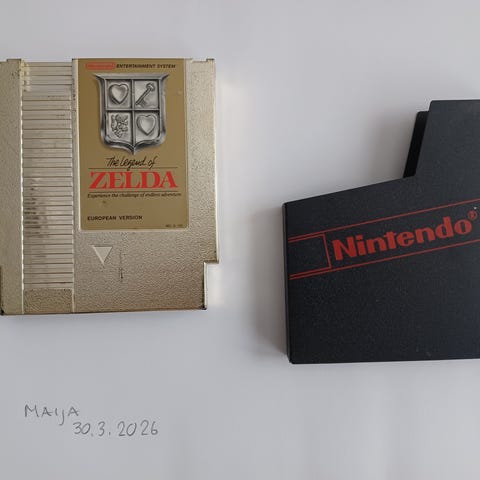 Nintendo ENTERTAINMENT SYSTEM
The Legend of
ZELDA
Experience the challenge of endless adventure.
EUROPEAN VERSION
Nintendo®
MAIJA
30.3.2026